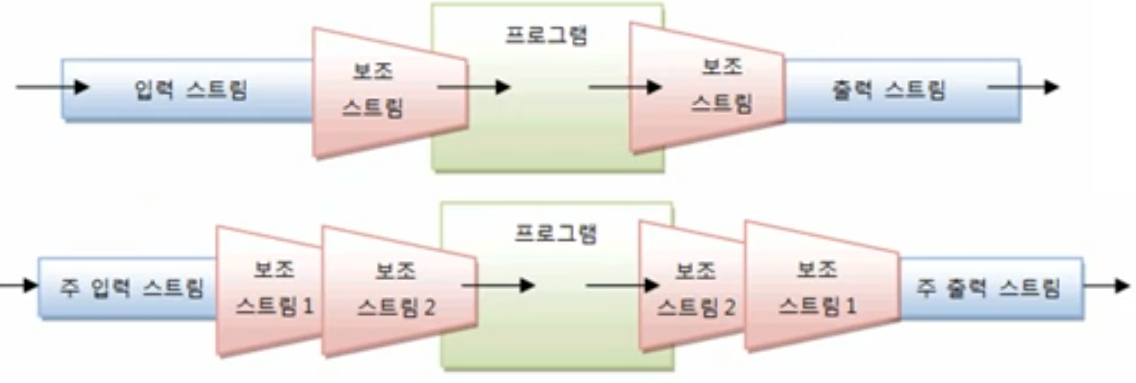 입력 스트림
보조
스트림
프로그램
보조
스트림
출력 스트림
주 입력 스트림
보조
스트림1
보조
스트림2
프로그램
보조
스트림2
보조
스트림1
주 출력 스트림